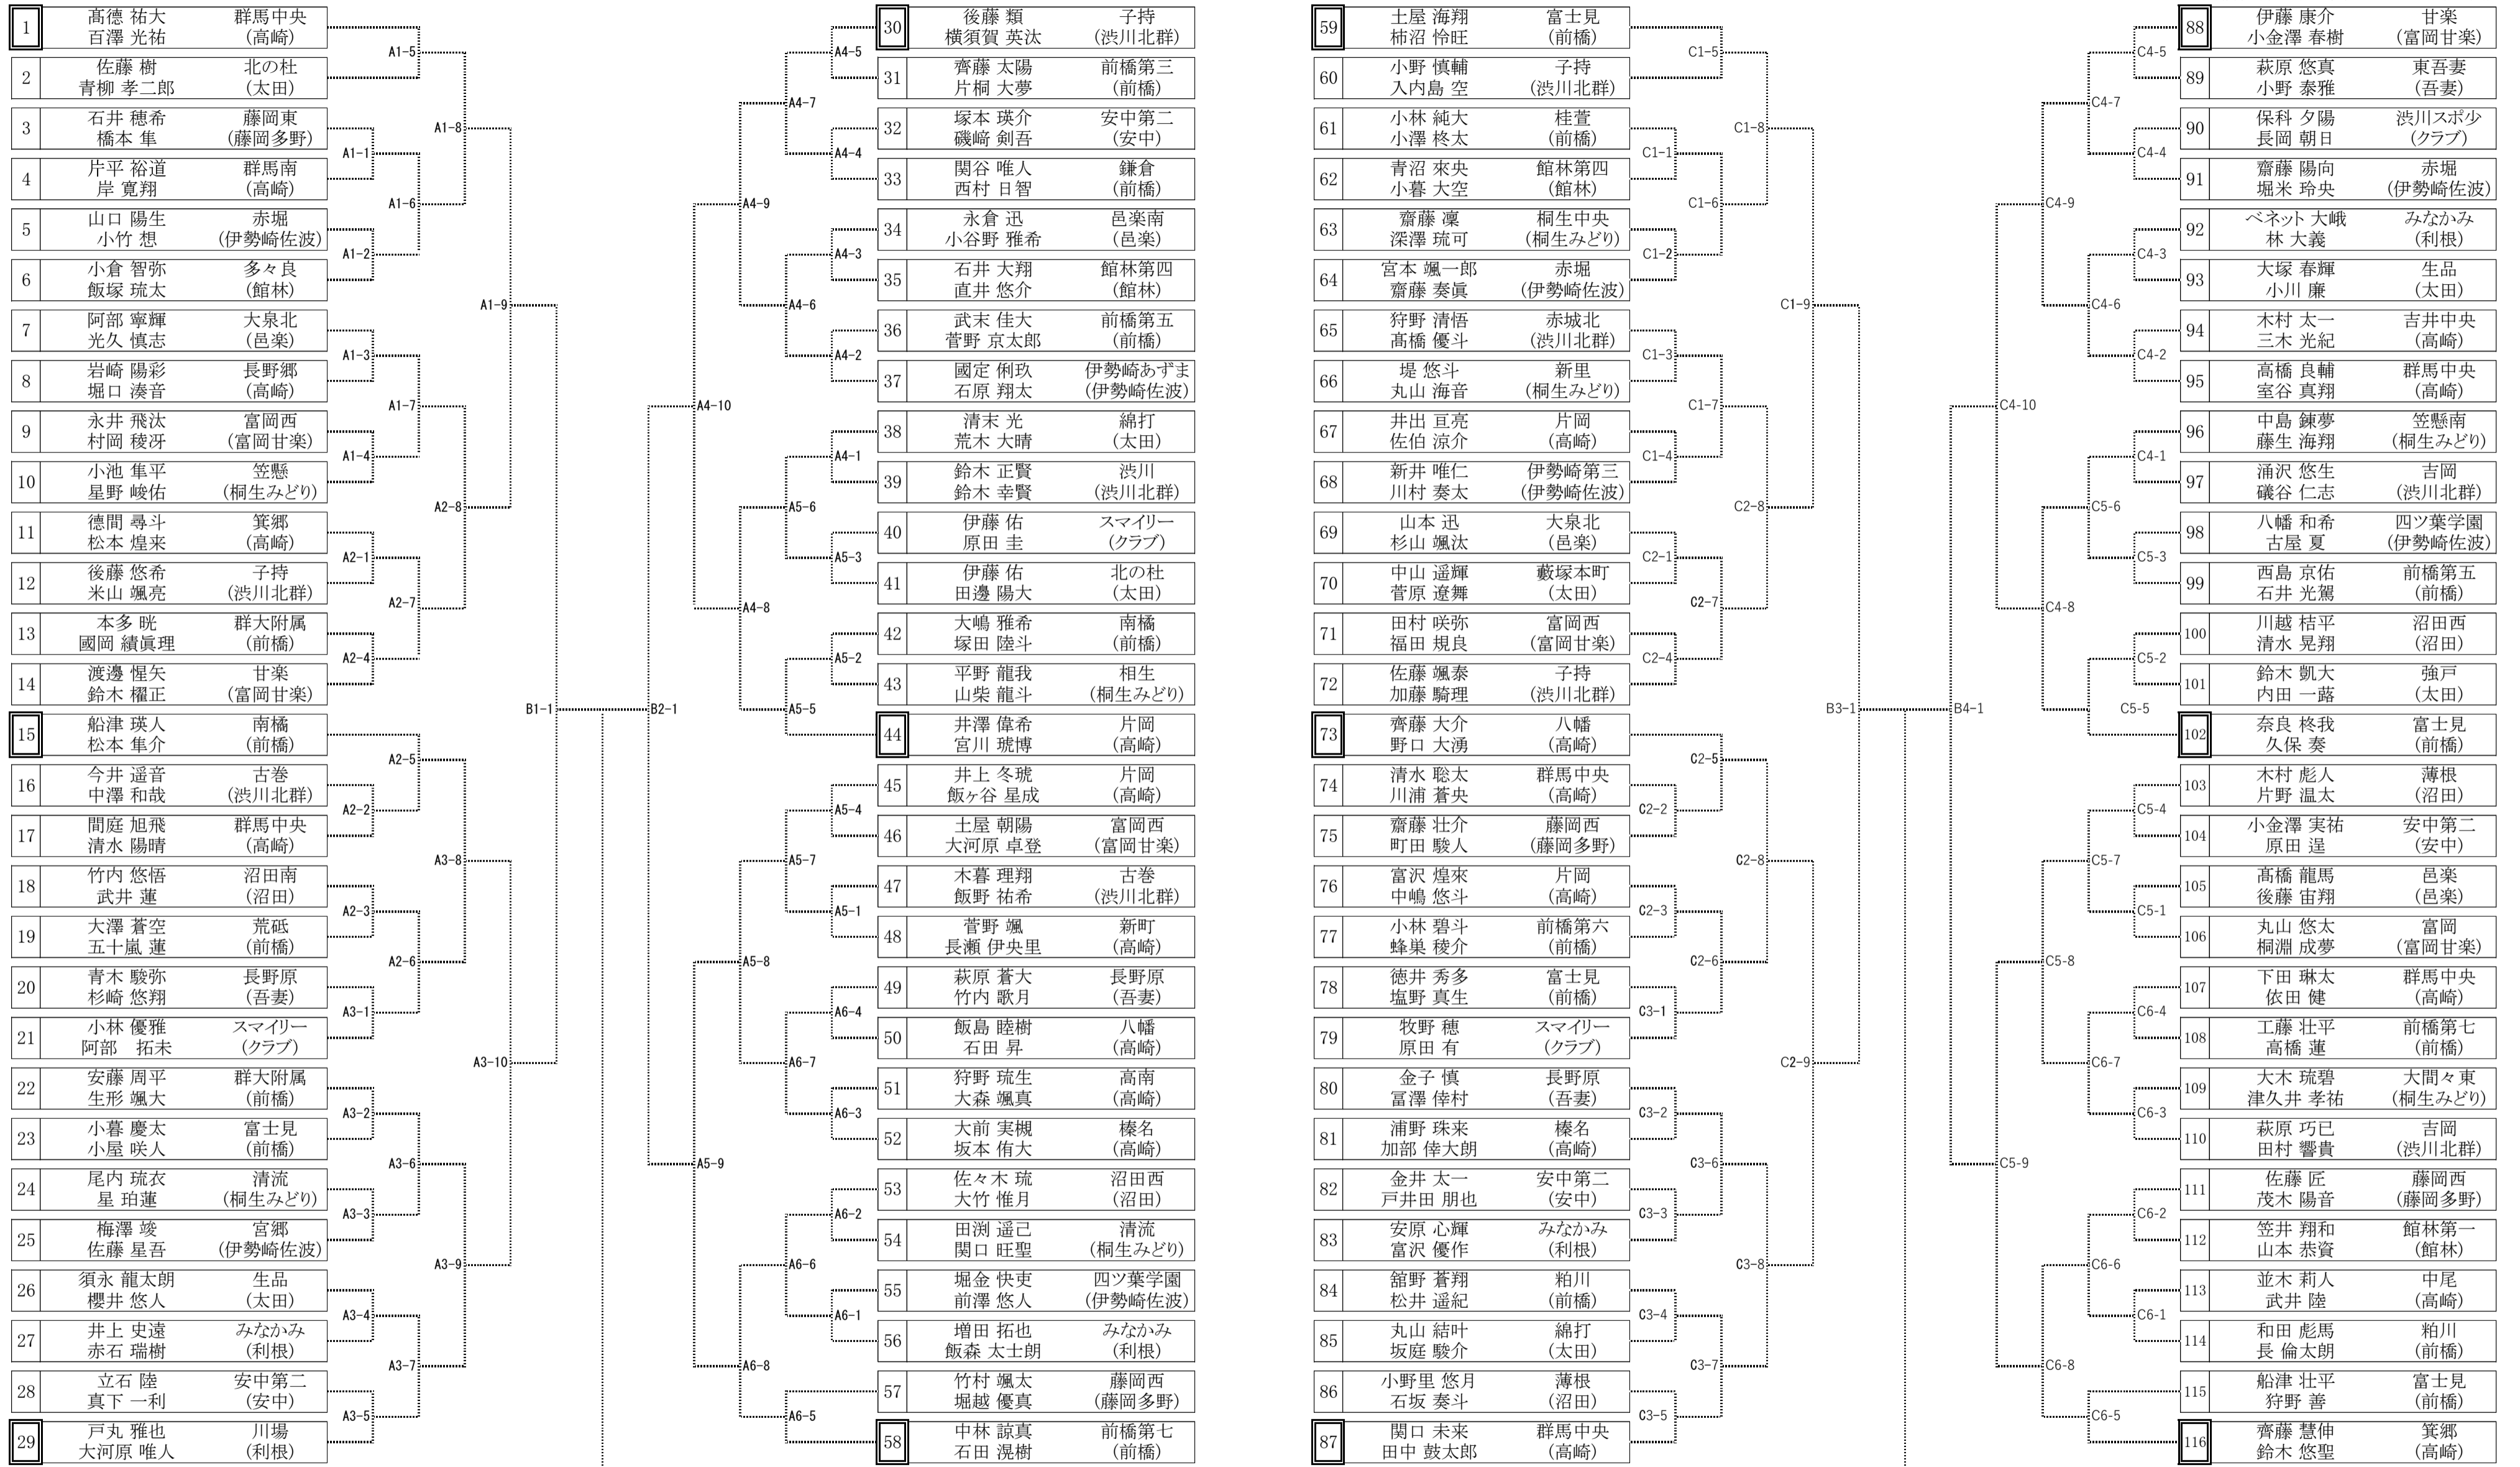 1 髙德 祐大 群馬中央
百澤 光祐 (高崎)
2 佐藤 樹 北の杜
青柳 孝二郎 (太田)
3 石井 穂希 藤岡東
橋本 隼 (藤岡多野)
4 片平 裕道 群馬南
岸 寛翔 (高崎)
5 山口 陽生 赤堀
小竹 想 (伊勢崎佐波)
6 小倉 智弥 多々良
飯塚 琉太 (館林)
7 阿部 寧輝 大泉北
光久 慎志 (邑楽)
8 岩崎 陽彩 長野郷
堀口 湊音 (高崎)
9 永井 飛汰 富岡西
村岡 稜冴 (富岡甘楽)
10 小池 隼平 笠懸
星野 峻佑 (桐生みどり)
11 德間 尋斗 箕郷
松本 煌来 (高崎)
12 後藤 悠希 子持
米山 颯亮 (渋川北群)
13 本多 晄 群大附属
國岡 績眞理 (前橋)
14 渡邊 惺矢 甘楽
鈴木 櫂正 (富岡甘楽)
15 船津 瑛人 南橘
松本 隼介 (前橋)
16 今井 遥音 古巻
中澤 和哉 (渋川北群)
17 間庭 旭飛 群馬中央
清水 陽晴 (高崎)
18 竹内 悠悟 沼田南
武井 蓮 (沼田)
19 大澤 蒼空 荒砥
五十嵐 蓮 (前橋)
20 青木 駿弥 長野原
杉崎 悠翔 (吾妻)
21 小林 優雅 スマイリー
阿部 拓未 (クラブ)
22 安藤 周平 群大附属
生形 颯大 (前橋)
23 小暮 慶太 富士見
小屋 咲人 (前橋)
24 尾内 琉衣 清流
星 珀蓮 (桐生みどり)
25 梅澤 竣 宮郷
佐藤 星吾 (伊勢崎佐波)
26 須永 龍太朗 生品
櫻井 悠人 (太田)
27 井上 史遠 みなかみ
赤石 瑞樹 (利根)
28 立石 陸 安中第二
真下 一利 (安中)
29 戸丸 雅也 川場
大河原 唯人 (利根)
A1-5
A1-8
A1-1
A1-6
A1-2
A1-9
A1-3
A1-7
A1-4
A2-8
A2-1
A2-7
A2-4
B1-1
A2-5
A2-2
A3-8
A2-3
A2-6
A3-1
A3-10
A3-2
A3-6
A3-3
A3-9
A3-4
A3-7
A3-5
A4-5
A4-7
A4-4
A4-9
A4-3
A4-6
A4-2
A4-10
A4-1
A5-6
A5-3
A4-8
A5-2
A5-5
B2-1
A5-4
A5-7
A5-1
A5-8
A6-4
A6-7
A6-3
A5-9
A6-2
A6-6
A6-1
A6-8
A6-5
30 後藤 類 子持
横須賀 英汰 (渋川北群)
31 齊藤 太陽 前橋第三
片桐 大夢 (前橋)
32 塚本 瑛介 安中第二
磯﨑 剣吾 (安中)
33 関谷 唯人 鎌倉
西村 日智 (前橋)
34 永倉 迅 邑楽南
小谷野 雅希 (邑楽)
35 石井 大翔 館林第四
直井 悠介 (館林)
36 武末 佳大 前橋第五
菅野 京太郎 (前橋)
37 國定 俐玖 伊勢崎あずま
石原 翔太 (伊勢崎佐波)
38 清末 光 綿打
荒木 大晴 (太田)
39 鈴木 正賢 渋川
鈴木 幸賢 (渋川北群)
40 伊藤 佑 スマイリー
原田 圭 (クラブ)
41 伊藤 佑 北の杜
田邊 陽大 (太田)
42 大嶋 雅希 南橘
塚田 陸斗 (前橋)
43 平野 龍我 相生
山柴 龍斗 (桐生みどり)
44 井澤 偉希 片岡
宮川 琥博 (高崎)
45 井上 冬琥 片岡
飯ヶ谷 星成 (高崎)
46 土屋 朝陽 富岡西
大河原 卓登 (富岡甘楽)
47 木暮 理翔 古巻
飯野 祐希 (渋川北群)
48 菅野 颯 新町
長瀬 伊央里 (高崎)
49 萩原 蒼大 長野原
竹内 歌月 (吾妻)
50 飯島 睦樹 八幡
石田 昇 (高崎)
51 狩野 琉生 高南
大森 颯真 (高崎)
52 大前 実槻 榛名
坂本 侑大 (高崎)
53 佐々木 琉 沼田西
大竹 惟月 (沼田)
54 田渕 遥己 清流
関口 旺聖 (桐生みどり)
55 堀金 快吏 四ツ葉学園
前澤 悠人 (伊勢崎佐波)
56 増田 拓也 みなかみ
飯森 太士朗 (利根)
57 竹村 颯太 藤岡西
堀越 優真 (藤岡多野)
58 中林 諒真 前橋第七
石田 滉樹 (前橋)
59 土屋 海翔 富士見
柿沼 怜旺 (前橋)
60 小野 慎輔 子持
入内島 空 (渋川北群)
61 小林 純大 桂萱
小澤 柊太 (前橋)
62 青沼 來央 館林第四
小暮 大空 (館林)
63 齋藤 凜 桐生中央
深澤 琉可 (桐生みどり)
64 宮本 颯一郎 赤堀
齋藤 奏眞 (伊勢崎佐波)
65 狩野 清悟 赤城北
髙橋 優斗 (渋川北群)
66 堤 悠斗 新里
丸山 海音 (桐生みどり)
67 井出 亘亮 片岡
佐伯 涼介 (高崎)
68 新井 唯仁 伊勢崎第三
川村 奏太 (伊勢崎佐波)
69 山本 迅 大泉北
杉山 颯汰 (邑楽)
70 中山 遥輝 藪塚本町
菅原 遼舞 (太田)
71 田村 咲弥 富岡西
福田 規良 (富岡甘楽)
72 佐藤 颯泰 子持
加藤 騎理 (渋川北群)
73 齊藤 大介 八幡
野口 大湧 (高崎)
74 清水 聡太 群馬中央
川浦 蒼央 (高崎)
75 齋藤 壮介 藤岡西
町田 駿人 (藤岡多野)
76 富沢 煌來 片岡
中嶋 悠斗 (高崎)
77 小林 碧斗 前橋第六
蜂巣 稜介 (前橋)
78 徳井 秀多 富士見
塩野 真生 (前橋)
79 牧野 穂 スマイリー
原田 有 (クラブ)
80 金子 慎 長野原
冨澤 倖村 (吾妻)
81 浦野 珠来 榛名
加部 倖大朗 (高崎)
82 金井 太一 安中第二
戸井田 朋也 (安中)
83 安原 心輝 みなかみ
富沢 優作 (利根)
84 舘野 蒼翔 粕川
松井 遥紀 (前橋)
85 丸山 結叶 綿打
坂庭 駿介 (太田)
86 小野里 悠月 薄根
石坂 奏斗 (沼田)
87 関口 未来 群馬中央
田中 鼓太郎 (高崎)
C1-5
C1-8
C1-1
C1-6
C1-2
C1-9
C1-3
C1-7
C1-4
C2-8
C2-1
C2-7
C2-4
B3-1
C2-5
C2-2
C2-8
C2-3
C2-6
C3-1
C2-9
C3-2
C3-6
C3-3
C3-8
C3-4
C3-7
C3-5
C4-5
C4-7
C4-4
C4-9
C4-3
C4-6
C4-2
C4-10
C4-1
C5-6
C5-3
C4-8
C5-2
C5-5
B4-1
C5-4
C5-7
C5-1
C5-8
C6-4
C6-7
C6-3
C5-9
C6-2
C6-6
C6-1
C6-8
C6-5
88 伊藤 康介 甘楽
小金澤 春樹 (富岡甘楽)
89 萩原 悠真 東吾妻
小野 泰雅 (吾妻)
90 保科 夕陽 渋川スポ少
長岡 朝日 (クラブ)
91 齋藤 陽向 赤堀
堀米 玲央 (伊勢崎佐波)
92 ベネット 大峨 みなかみ
林 大義 (利根)
93 大塚 春輝 生品
小川 廉 (太田)
94 木村 太一 吉井中央
三木 光紀 (高崎)
95 高橋 良輔 群馬中央
室谷 真翔 (高崎)
96 中島 錬夢 笠懸南
藤生 海翔 (桐生みどり)
97 涌沢 悠生 吉岡
礒谷 仁志 (渋川北群)
98 八幡 和希 四ツ葉学園
古屋 夏 (伊勢崎佐波)
99 西島 京佑 前橋第五
石井 光駕 (前橋)
100 川越 桔平 沼田西
清水 晃翔 (沼田)
101 鈴木 凱大 強戸
内田 一蕗 (太田)
102 奈良 柊我 富士見
久保 奏 (前橋)
103 木村 彪人 薄根
片野 温太 (沼田)
104 小金澤 実祐 安中第二
原田 逞 (安中)
105 髙橋 龍馬 邑楽
後藤 宙翔 (邑楽)
106 丸山 悠太 富岡
桐淵 成夢 (富岡甘楽)
107 下田 琳太 群馬中央
依田 健 (高崎)
108 工藤 壮平 前橋第七
高橋 蓮 (前橋)
109 大木 琉碧 大間々東
津久井 孝祐 (桐生みどり)
110 萩原 巧已 吉岡
田村 響貴 (渋川北群)
111 佐藤 匠 藤岡西
茂木 陽音 (藤岡多野)
112 笠井 翔和 館林第一
山本 恭資 (館林)
113 並木 莉人 中尾
武井 陸 (高崎)
114 和田 彪馬 粕川
長 倫太朗 (前橋)
115 船津 壮平 富士見
狩野 善 (前橋)
116 齊藤 慧伸 箕郷
鈴木 悠聖 (高崎)